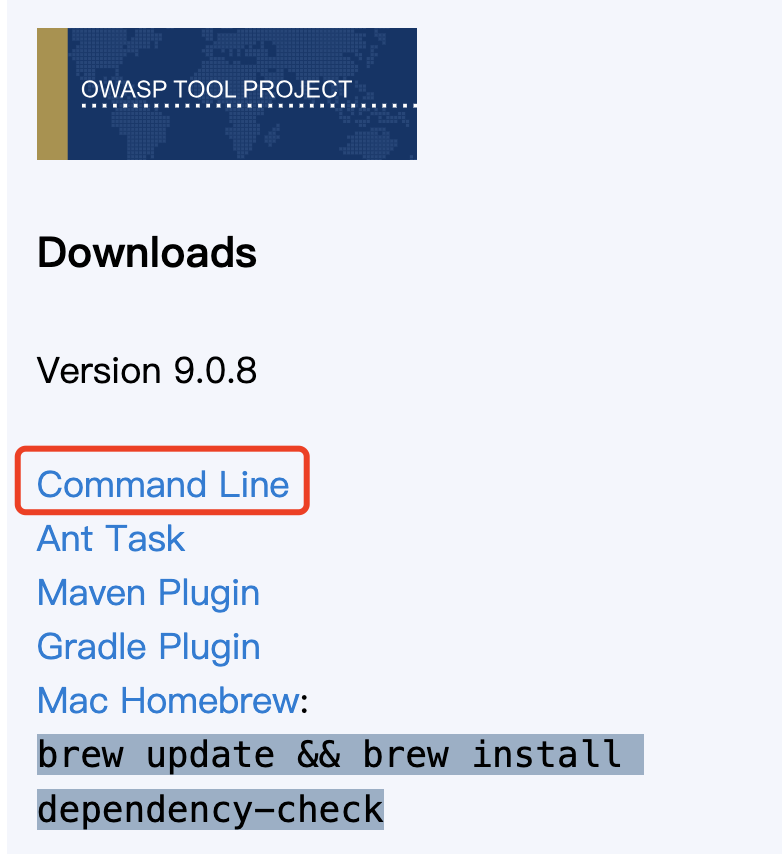 OWASP TOOL PROJECT
Downloads
Version 9.0.8
Command Line
Ant Task
Maven Plugin
Gradle Plugin
Mac Homebrew:
brew update && brew install
dependency-check